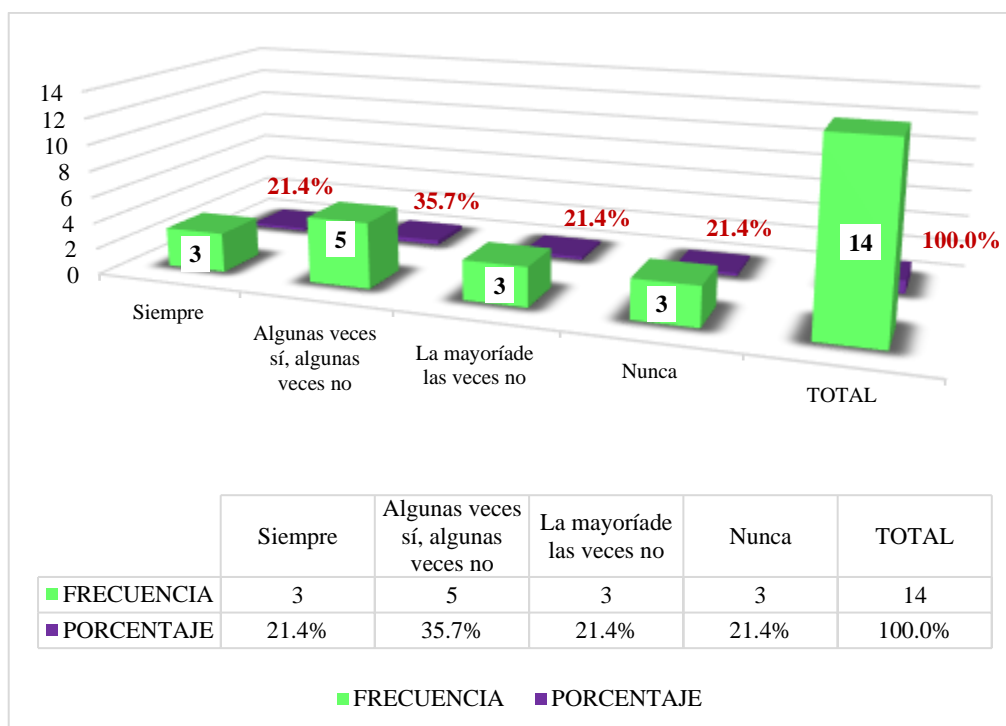 14
12
10
8
6
4
2
0
21.4%
35.7%
21.4%
21.4%
100.0%
3
5
3
3
14
Siempre
Algunas veces
sí, algunas
veces no
La mayoríade
las veces no
Nunca
TOTAL
Siempre
Algunas veces
sí, algunas
veces no
La mayoríade
las veces no
Nunca
TOTAL
FRECUENCIA 3 5 3 3 14
PORCENTAJE 21.4% 35.7% 21.4% 21.4% 100.0%
FRECUENCIA PORCENTAJE